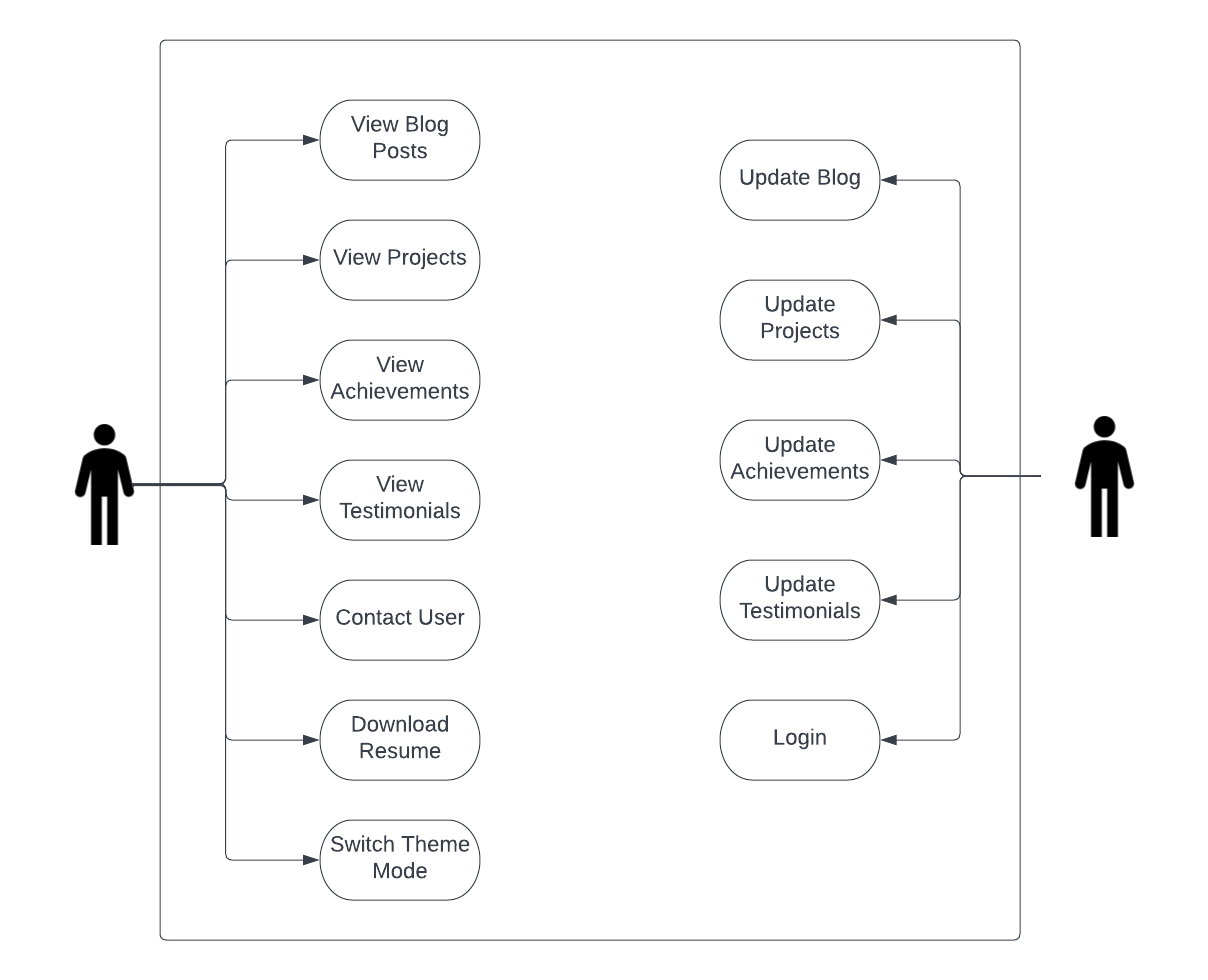 View Blog
Posts
View Projects
View
Achievements
View
Testimonials
Contact User
Download
Resume
Switch Theme
Mode
Update Blog
Update
Projects
Update
Achievements
Update
Testimonials
Login